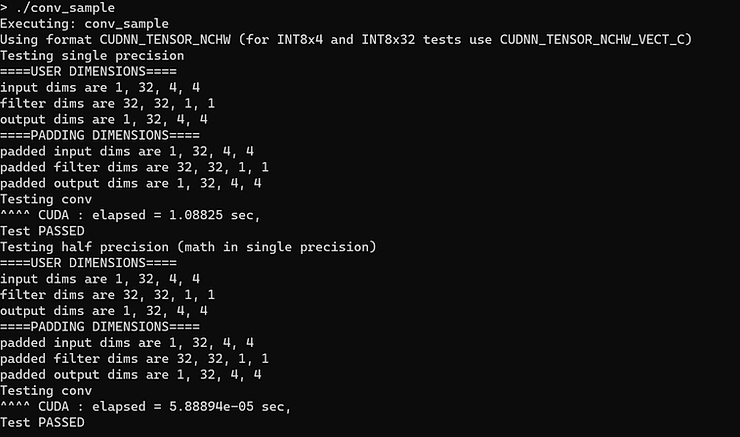 > ./conv_sample
Executing: conv_sample
Using format CUDNN_TENSOR_NCHW (for INT8x4 and INT8x32 tests use CUDNN_TENSOR_NCHW_VECT_C)
Testing single precision
====USER DIMENSIONS====
input dims are 1, 32, 4, 4
filter dims are 32, 32, 1, 1
output dims are 1, 32, 4, 4
====PADDING DIMENSIONS====
padded input dims are 1, 32, 4, 4
padded filter dims are 32, 32, 1, 1
padded output dims are 1, 32, 4, 4
Testing conv
^^^^ CUDA : elapsed = 1.08825 sec,
Test PASSED
Testing half precision (math in single precision)
====USER DIMENSIONS====
input dims are 1, 32, 4, 4
filter dims are 32, 32, 1, 1
output dims are 1, 32, 4, 4
====PADDING DIMENSIONS====
padded input dims are 1, 32, 4, 4
padded filter dims are 32, 32, 1, 1
padded output dims are 1, 32, 4, 4
Testing conv
^^^^ CUDA : elapsed = 5.88894e-05 sec,
Test PASSED